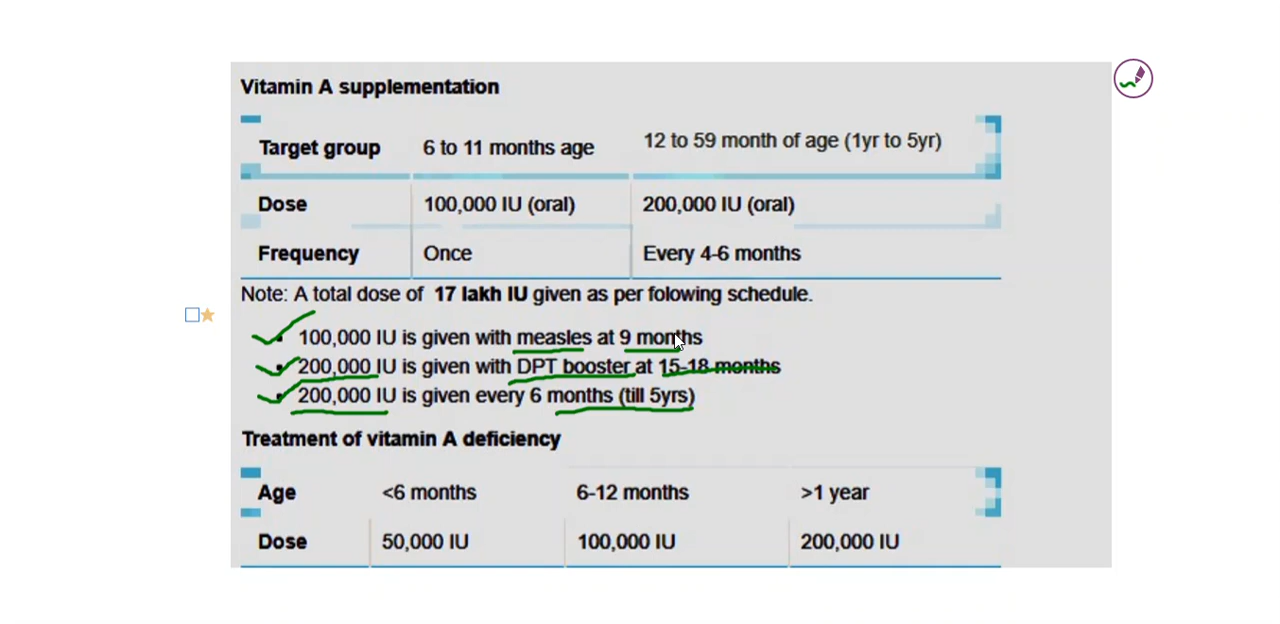 Vitamin A supplementation
Target group 6 to 11 months age 12 to 59 month of age (1yr to 5yr)
Dose 100,000 IU (oral) 200,000 IU (oral)
Frequency Once Every 4-6 months
Note: A total dose of 17 lakh IU given as per folowing schedule.
• 100,000 IU is given with measles at 9 months
• 200,000 IU is given with DPT booster at 15-18 months
• 200,000 IU is given every 6 months (till 5yrs)
Treatment of vitamin A deficiency
Age <6 months 6-12 months >1 year
Dose 50,000 IU 100,000 IU 200,000 IU